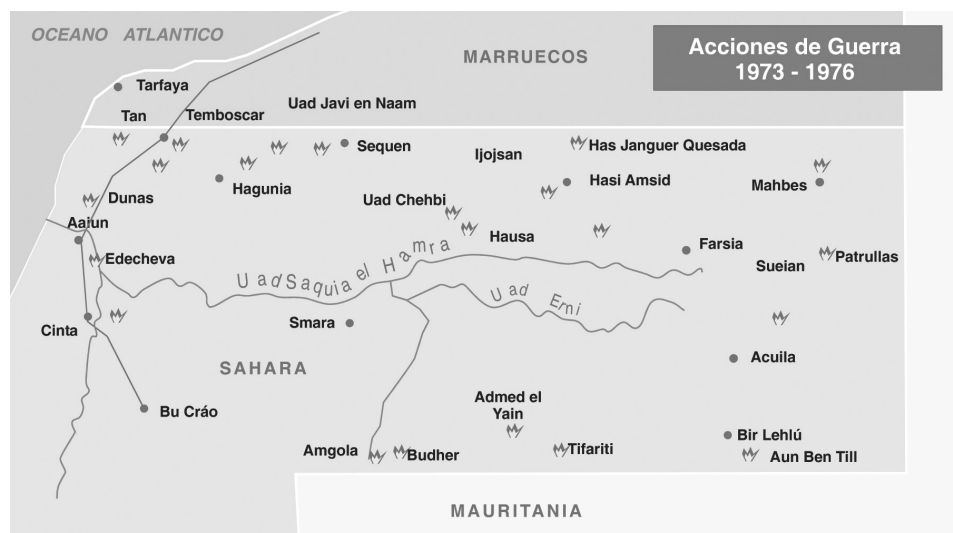 OCEANO ATLANTICO
Acciones de Guerra
1973 - 1976
MARRUECOS
Tarfaya
Uad Javi en Naam
Tan
Temboscar
Sequen
Has Janguer Quesada
Ijojsan
Hagunia
Hasi Amsid
Mahbes
Dunas
Uad Chehbi
Aaiun
Hausa
Farsia
Edecheva
Patrullas
Sueian
Uad Saquia el Hamra
Uad Erni
Cinta
Smara
Acuila
SAHARA
Admed el
Yain
Bu Cráo
Bir Lehlú
Amgola
Budher
Tifariti
Aun Ben Till
MAURITANIA